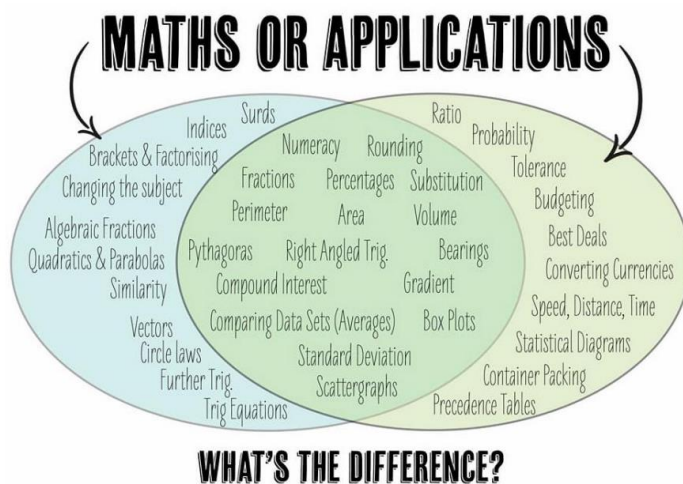 MATHS OR APPLICATIONS
Surds
Indices
Brackets & Factorising
Changing the subject
Algebraic Fractions
Quadratics & Parabolas
Similarity
Vectors
Circle laws
Further Trig.
Trig Equations
Numeracy
Rounding
Fractions
Percentages
Substitution
Perimeter
Area
Volume
Pythagoras
Right Angled Trig.
Bearings
Compound Interest
Gradient
Comparing Data Sets (Averages)
Box Plots
Standard Deviation
Scattergraphs
Ratio
Probability
Tolerance
Budgeting
Best Deals
Converting Currencies
Speed, Distance, Time
Statistical Diagrams
Container Packing
Precedence Tables
WHAT'S THE DIFFERENCE?